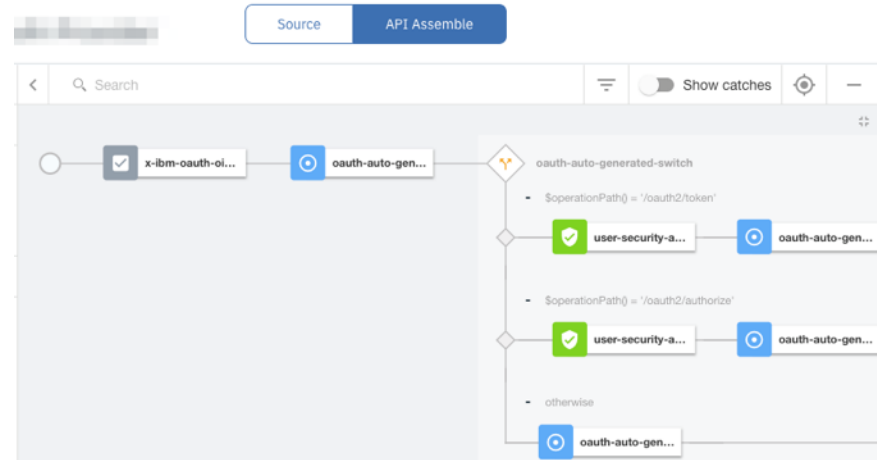 Source API Assemble
Search
Show catches
x-ibm-oauth-oi...
oauth-auto-gen...
oauth-auto-generated-switch
$operationPath() = '/oauth2/token'
user-security-a...
oauth-auto-gen...
$operationPath() = '/oauth2/authorize'
user-security-a...
oauth-auto-gen...
otherwise
oauth-auto-gen...